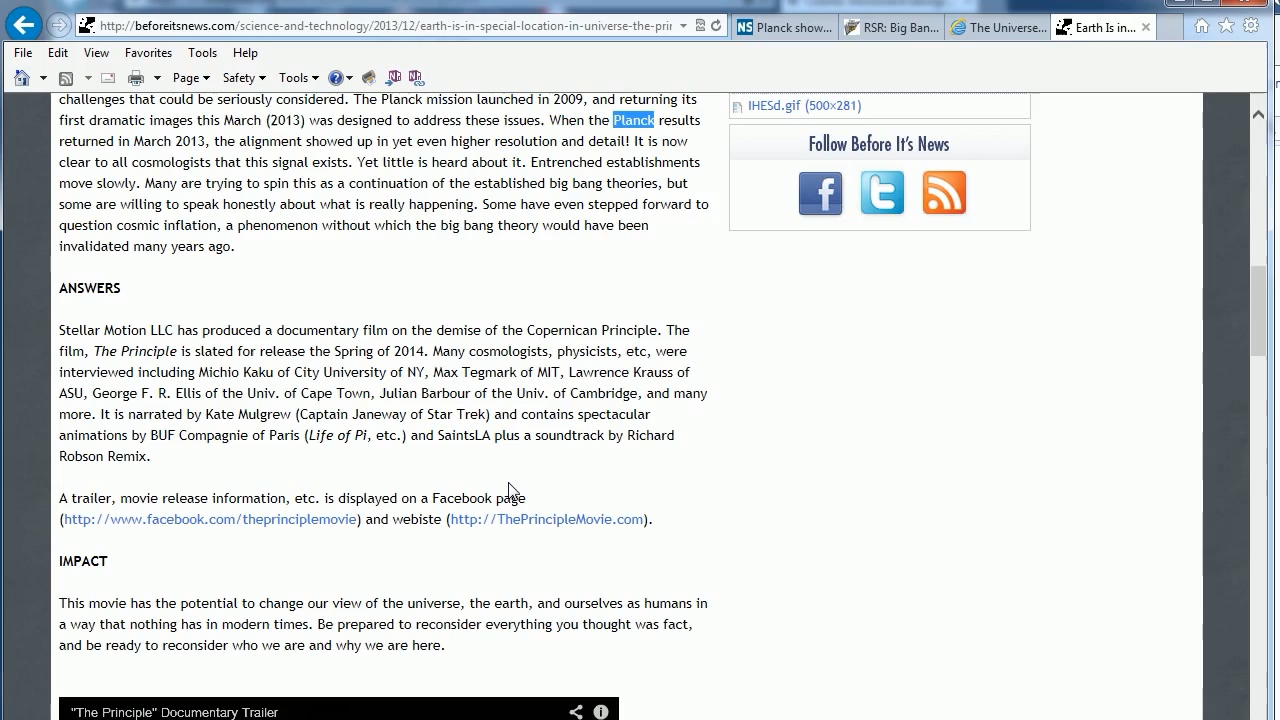 http://beforeitsnews.com/science-and-technology/2013/12/earth-is-in-special-location-in-universe-the-pri
Planck show...
RSR: Big Ban...
The Universe...
Earth Is in...
File Edit View Favorites Tools Help
Page Safety Tools
challenges that could be seriously considered. The Planck mission launched in 2009, and returning its
first dramatic images this March (2013) was designed to address these issues. When the Planck results
returned in March 2013, the alignment showed up in yet even higher resolution and detail! It is now
clear to all cosmologists that this signal exists. Yet little is heard about it. Entrenched establishments
move slowly. Many are trying to spin this as a continuation of the established big bang theories, but
some are willing to speak honestly about what is really happening. Some have even stepped forward to
question cosmic inflation, a phenomenon without which the big bang theory would have been
invalidated many years ago.
ANSWERS
Stellar Motion LLC has produced a documentary film on the demise of the Copernican Principle. The
film, The Principle is slated for release the Spring of 2014. Many cosmologists, physicists, etc, were
interviewed including Michio Kaku of City University of NY, Max Tegmark of MIT, Lawrence Krauss of
ASU, George F. R. Ellis of the Univ. of Cape Town, Julian Barbour of the Univ. of Cambridge, and many
more. It is narrated by Kate Mulgrew (Captain Janeway of Star Trek) and contains spectacular
animations by BUF Compagnie of Paris (Life of Pi, etc.) and SaintsLA plus a soundtrack by Richard
Robson Remix.
A trailer, movie release information, etc. is displayed on a Facebook page
(http://www.facebook.com/theprinciplemovie) and webiste (http://ThePrincipleMovie.com).
IMPACT
This movie has the potential to change our view of the universe, the earth, and ourselves as humans in
a way that nothing has in modern times. Be prepared to reconsider everything you thought was fact,
and be ready to reconsider who we are and why we are here.
"The Principle" Documentary Trailer
IHESd.gif (500×281)
Follow Before It's News